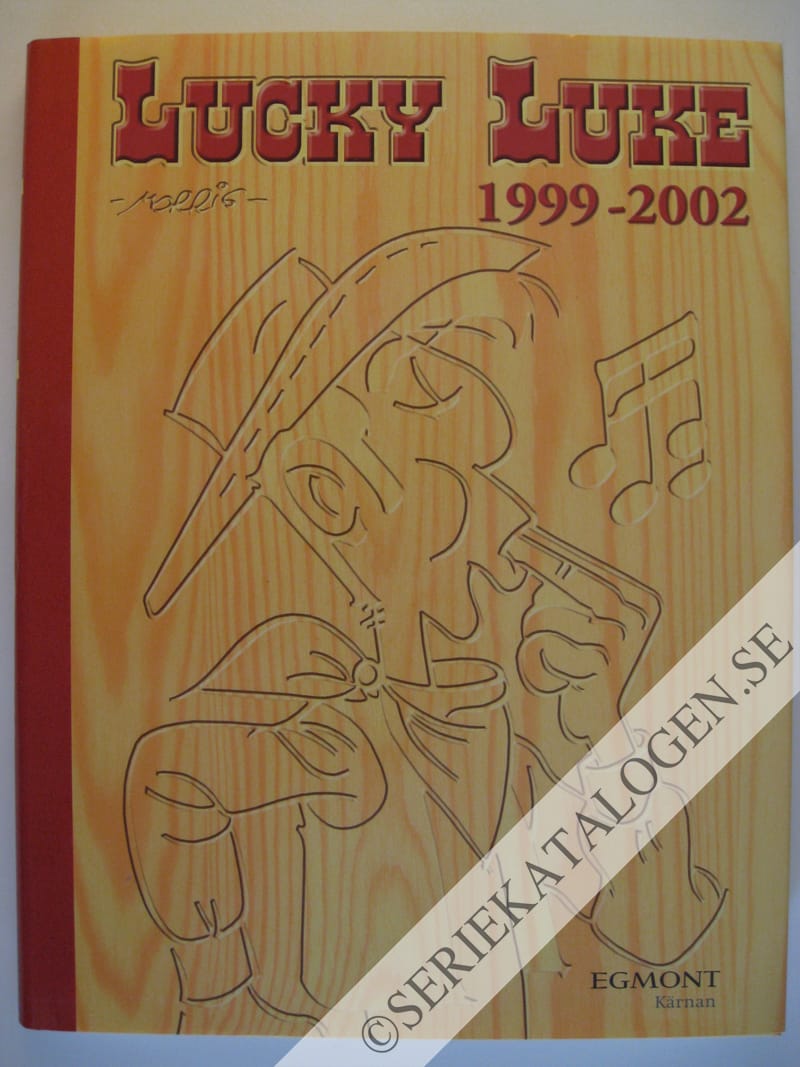 LUCKY LUKE
-MORRIS-
1999-2002
©SERIEKATALOGEN.SE
EGMONT
Kärnan